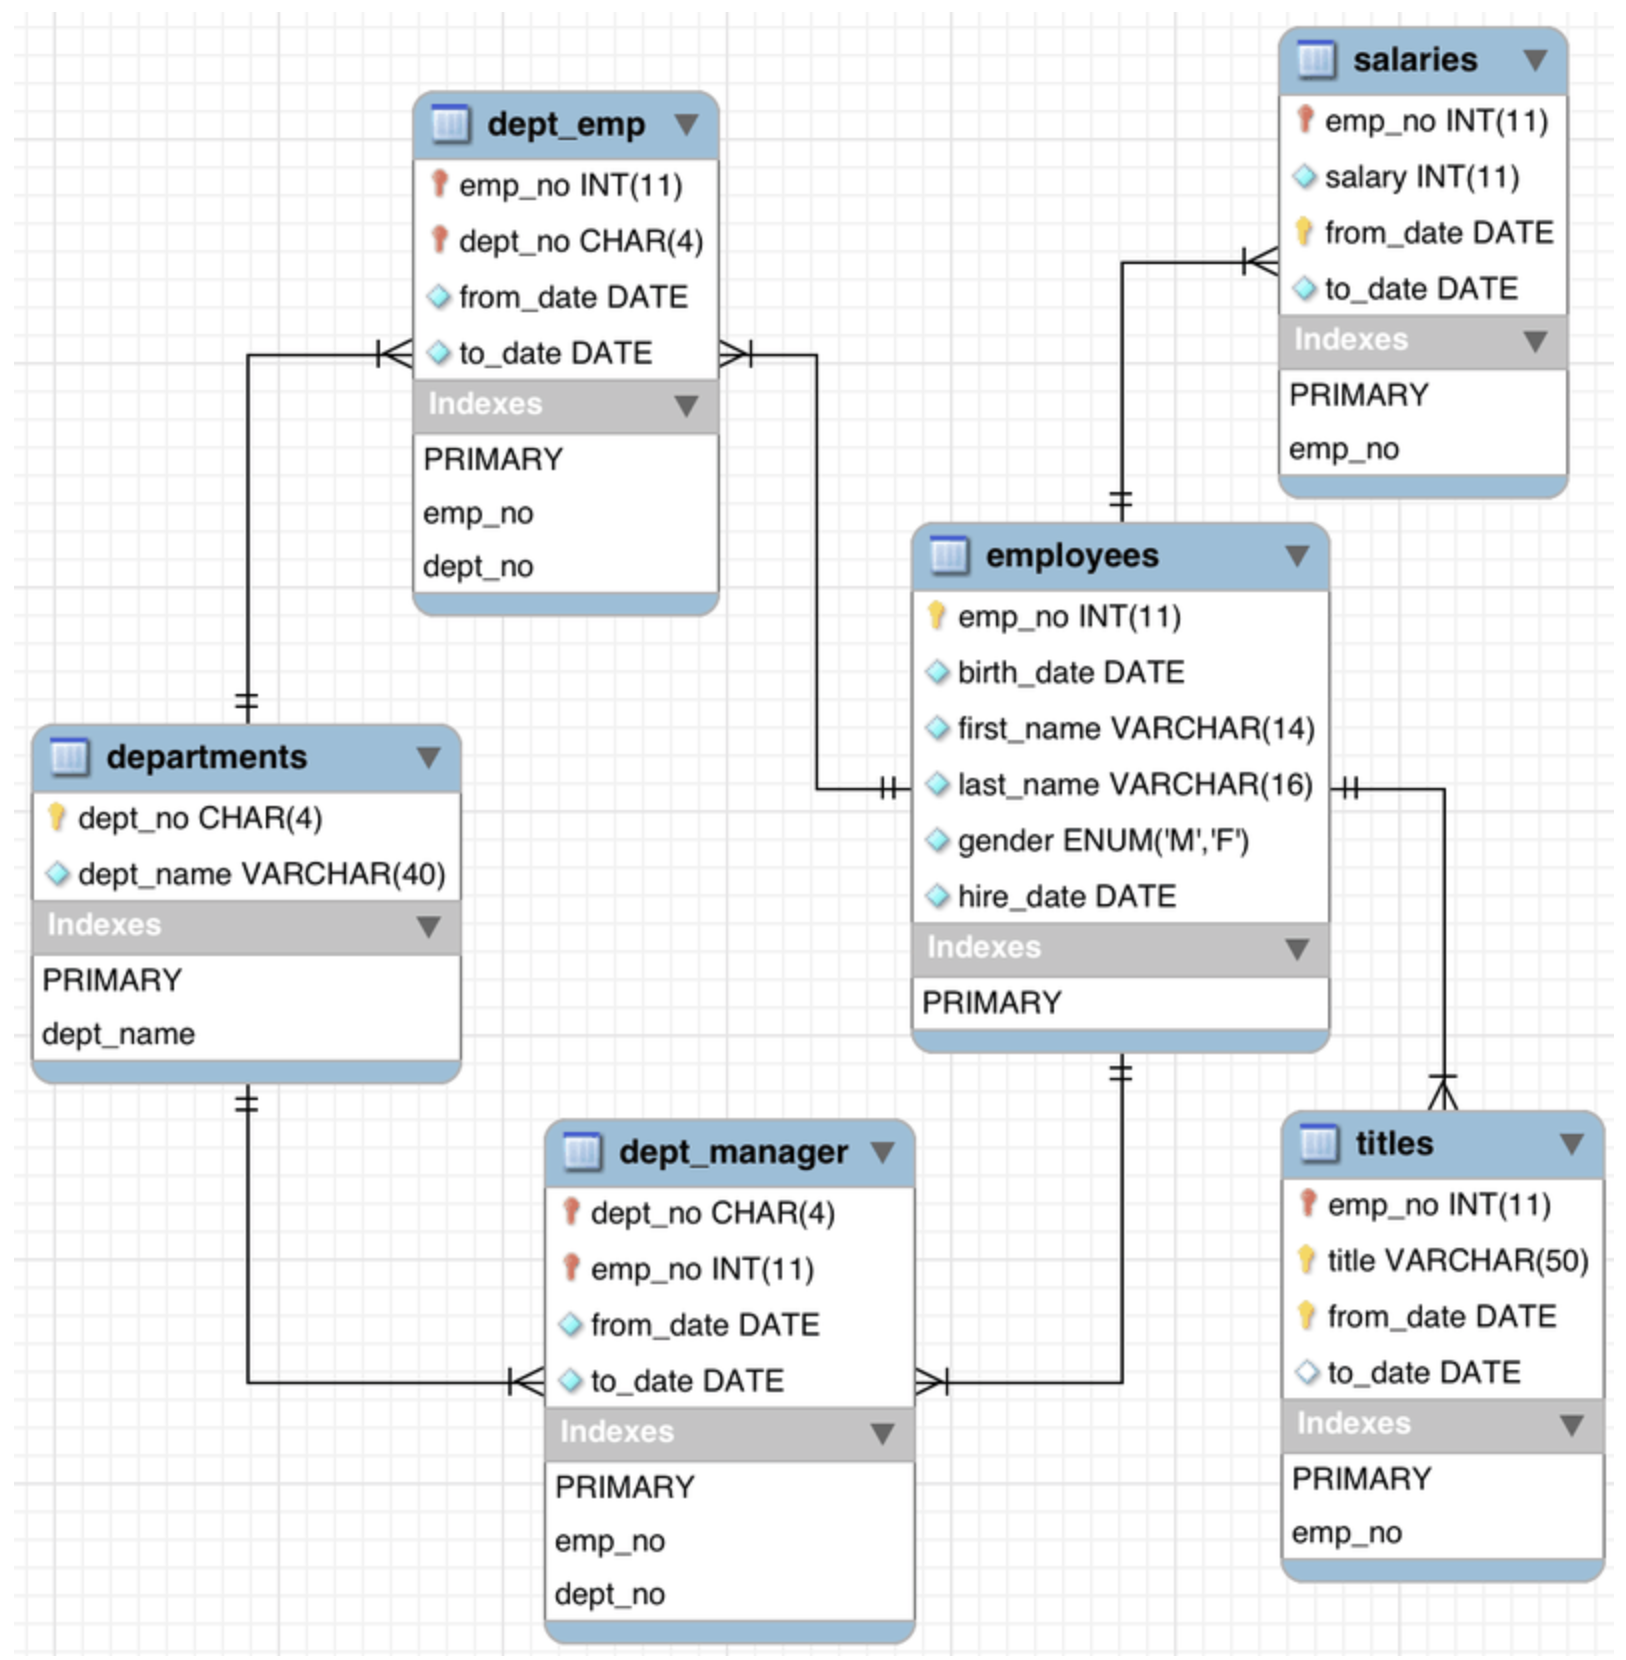 salaries
emp_no INT(11)
salary INT(11)
from_date DATE
to_date DATE
Indexes
PRIMARY
emp_no
dept_emp
emp_no INT(11)
dept_no CHAR(4)
from_date DATE
to_date DATE
Indexes
PRIMARY
emp_no
dept_no
employees
emp_no INT(11)
birth_date DATE
first_name VARCHAR(14)
last_name VARCHAR(16)
gender ENUM('M','F')
hire_date DATE
Indexes
PRIMARY
departments
dept_no CHAR(4)
dept_name VARCHAR(40)
Indexes
PRIMARY
dept_name
dept_manager
dept_no CHAR(4)
emp_no INT(11)
from_date DATE
to_date DATE
Indexes
PRIMARY
emp_no
dept_no
titles
emp_no INT(11)
title VARCHAR(50)
from_date DATE
to_date DATE
Indexes
PRIMARY
emp_no